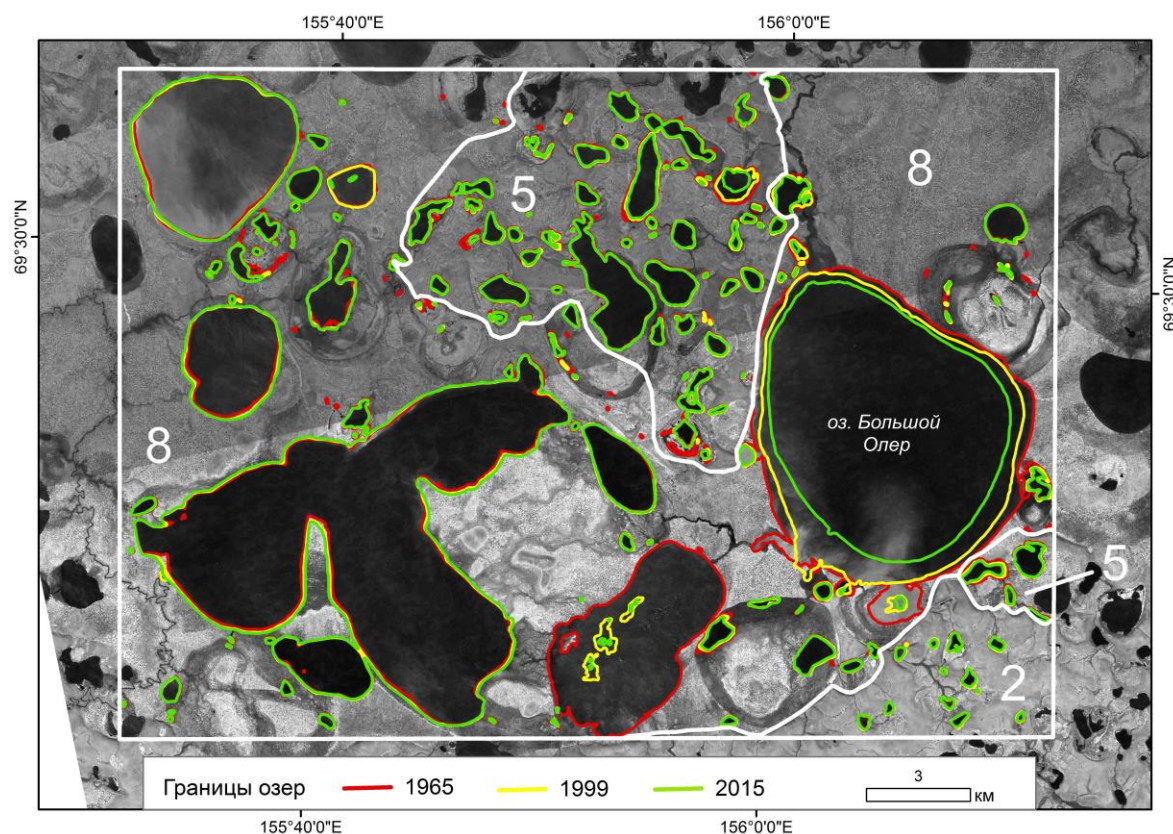 155°40'0"E
156°0'0"E
69°30'0"N
69°30'0"N
8
5
оз. Большой
Олер
8
5
2
Границы озер
1965
1999
2015
3
км
155°40'0"E
156°0'0"E